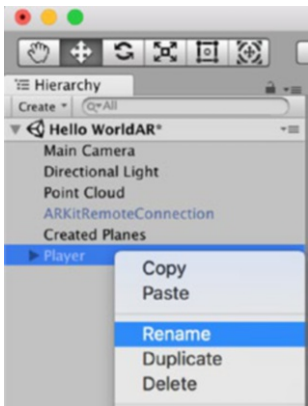 Hierarchy
Create
All
Hello WorldAR*
Main Camera
Directional Light
Point Cloud
ARKitRemoteConnection
Created Planes
Player
Copy
Paste
Rename
Duplicate
Delete